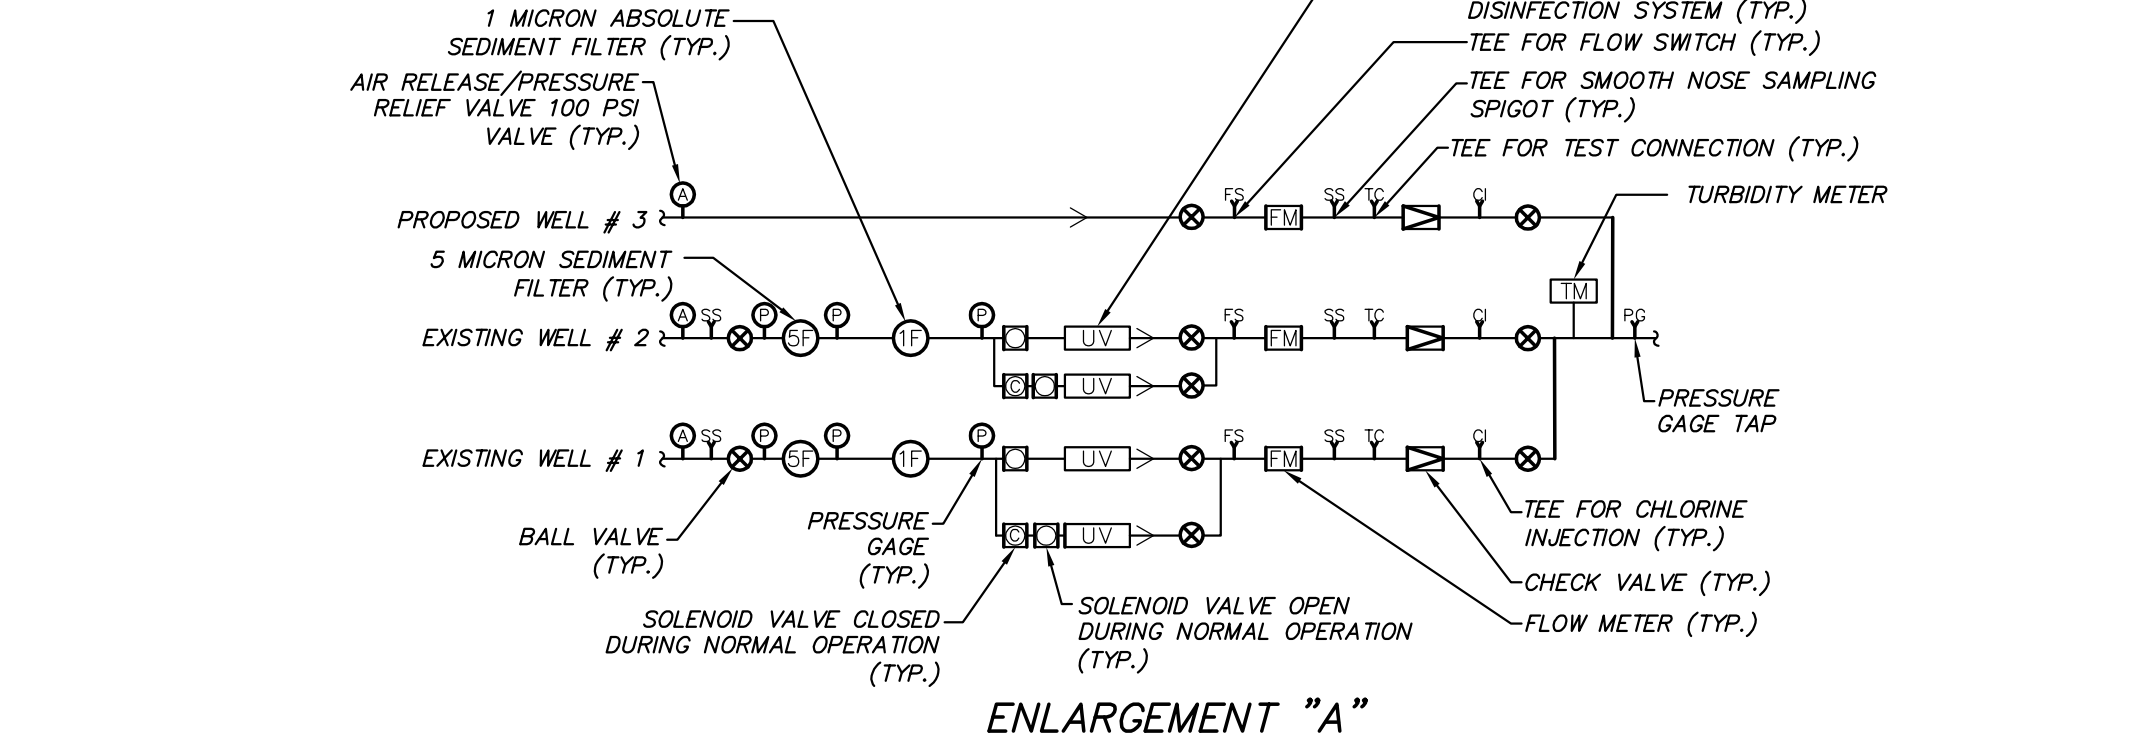 1 MICRON ABSOLUTE
SEDIMENT FILTER (TYP.)
AIR RELEASE/PRESSURE
RELIEF VALVE 100 PSI
VALVE (TYP.)
DISINFECTION SYSTEM (TYP.)
TEE FOR FLOW SWITCH (TYP.)
TEE FOR SMOOTH NOSE SAMPLING
SPIGOT (TYP.)
TEE FOR TEST CONNECTION (TYP.)
TURBIDITY METER
A FS SS TC CI
PROPOSED WELL # 3 FM
5 MICRON SEDIMENT
FILTER (TYP.)
TM
A SS P P P FS SS TC CI PG
EXISTING WELL # 2 5F 1F UV FM
C UV
PRESSURE
GAGE TAP
A SS P P P FS SS TC CI
EXISTING WELL # 1 5F 1F UV FM
C UV
BALL VALVE
(TYP.)
PRESSURE
GAGE
(TYP.)
TEE FOR CHLORINE
INJECTION (TYP.)
CHECK VALVE (TYP.)
FLOW METER (TYP.)
SOLENOID VALVE CLOSED
DURING NORMAL OPERATION
(TYP.)
SOLENOID VALVE OPEN
DURING NORMAL OPERATION
(TYP.)
ENLARGEMENT "A"